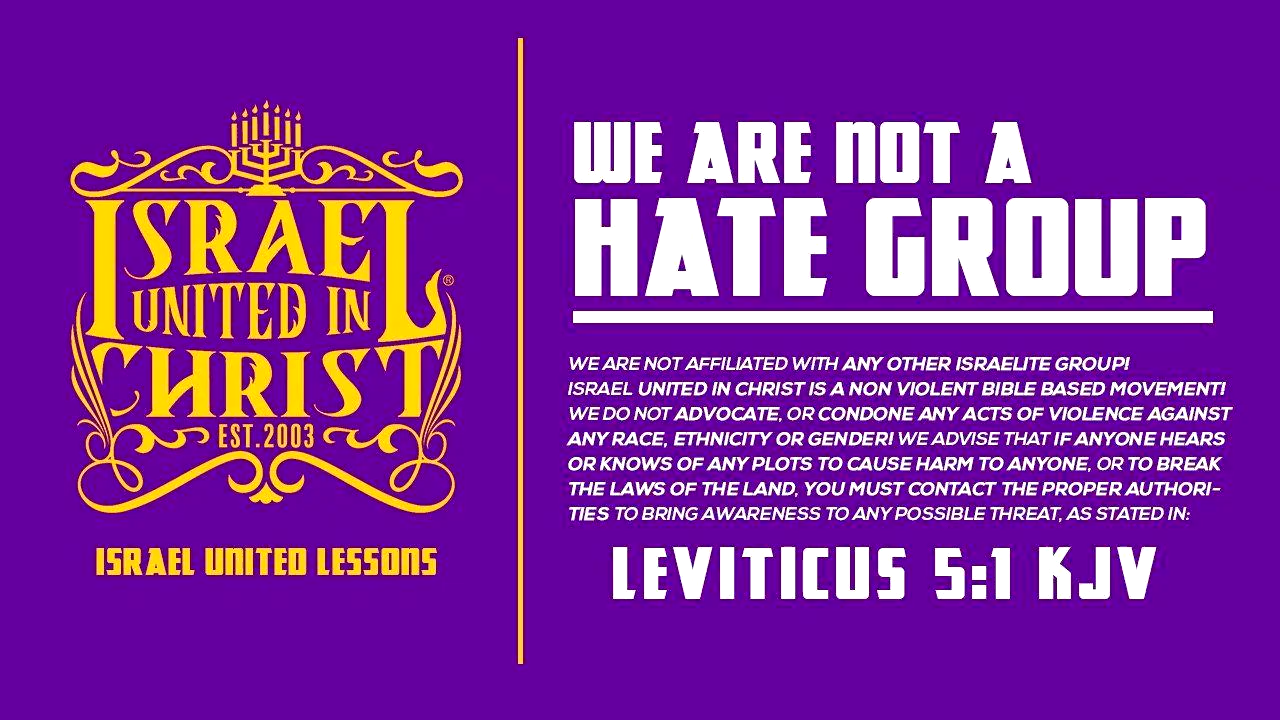 ISRAEL
UNITED IN
CHRIST
®
EST.2003
ISRAEL UNITED LESSONS
WE ARE NOT A
HATE GROUP
WE ARE NOT AFFILIATED WITH ANY OTHER ISRAELITE GROUP!
ISRAEL UNITED IN CHRIST IS A NON VIOLENT BIBLE BASED MOVEMENT!
WE DO NOT ADVOCATE, OR CONDONE ANY ACTS OF VIOLENCE AGAINST
ANY RACE, ETHNICITY OR GENDER! WE ADVISE THAT IF ANYONE HEARS
OR KNOWS OF ANY PLOTS TO CAUSE HARM TO ANYONE, OR TO BREAK
THE LAWS OF THE LAND, YOU MUST CONTACT THE PROPER AUTHORI-
TIES TO BRING AWARENESS TO ANY POSSIBLE THREAT, AS STATED IN:
LEVITICUS 5:1 KJV